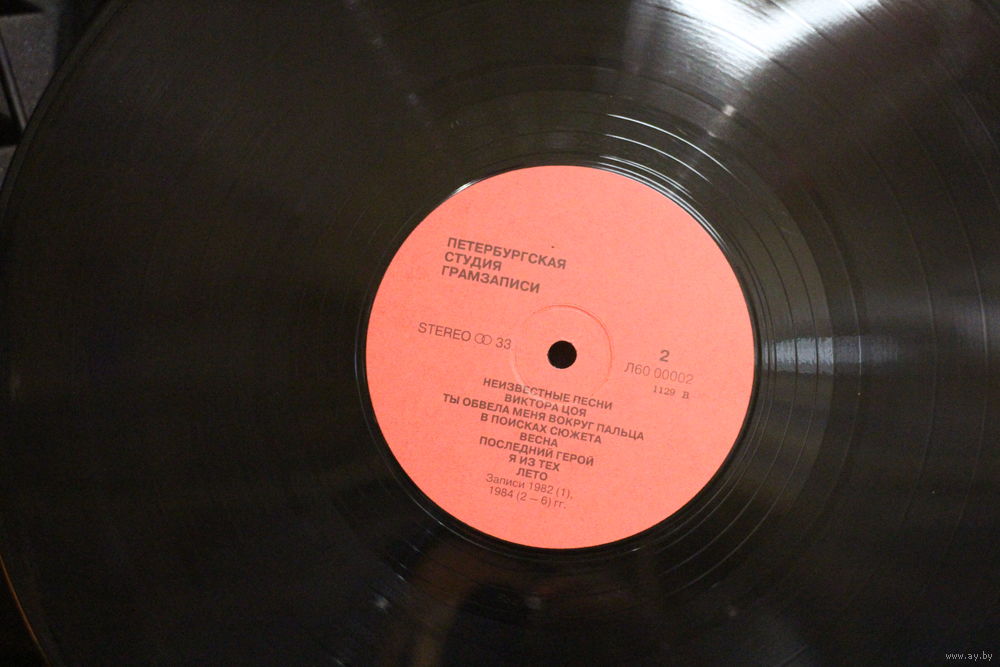 ПЕТЕРБУРГСКАЯ
СТУДИЯ
ГРАМЗАПИСИ
STEREO 33
2
Л60 00002
1129 В
НЕИЗВЕСТНЫЕ ПЕСНИ
ВИКТОРА ЦОЯ
ТЫ ОБВЕЛА МЕНЯ ВОКРУГ ПАЛЬЦА
В ПОИСКАХ СЮЖЕТА
ВЕСНА
ПОСЛЕДНИЙ ГЕРОЙ
Я ИЗ ТЕХ
ЛЕТО
Записи 1982 (1),
1984 (2 — 6) гг.
www.ay.by